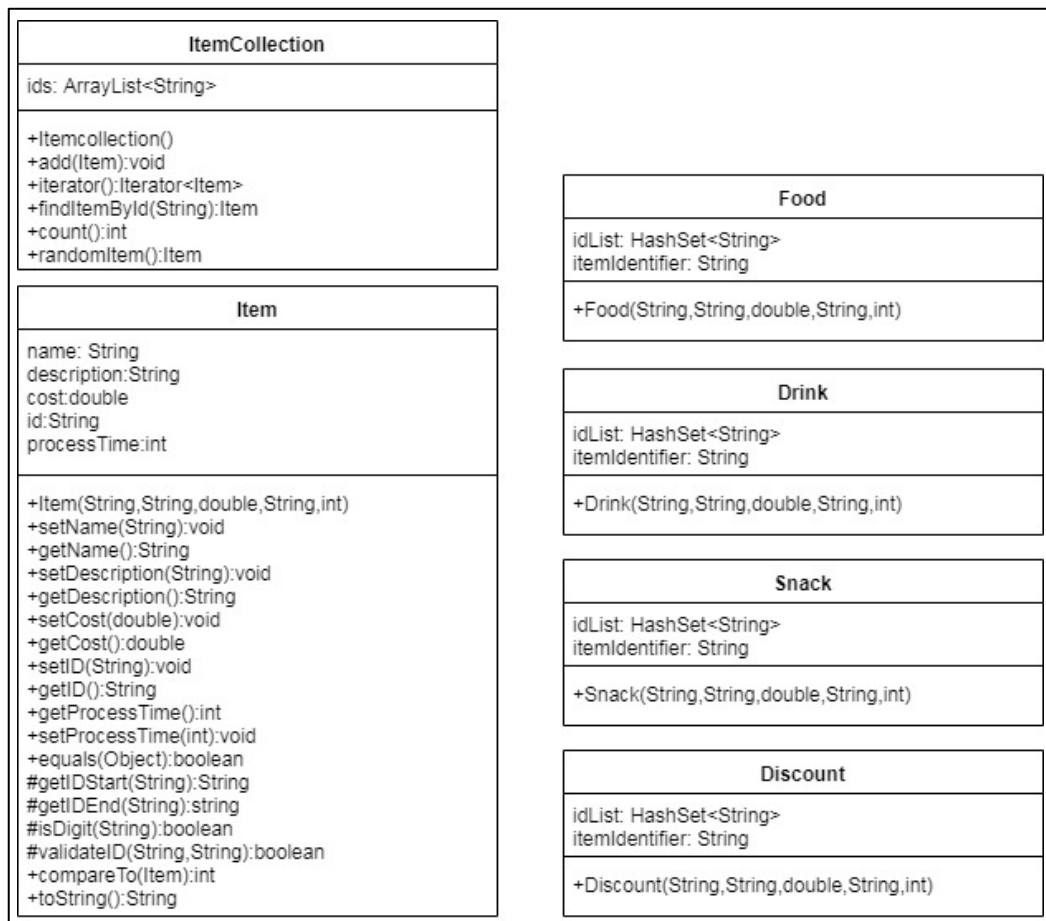 ItemCollection
ids: ArrayList<String>
+Itemcollection()
+add(Item):void
+iterator():Iterator<Item>
+findItemById(String):Item
+count():int
+randomItem():Item
Item
name: String
description:String
cost:double
id:String
processTime:int
+Item(String,String,double,String,int)
+setName(String):void
+getName():String
+setDescription(String):void
+getDescription():String
+setCost(double):void
+getCost():double
+setID(String):void
+getID():String
+getProcessTime():int
+setProcessTime(int):void
+equals(Object):boolean
#getIDStart(String):String
#getIDEnd(String):string
#isDigit(String):boolean
#validateID(String,String):boolean
+compareTo(Item):int
+toString():String
Food
idList: HashSet<String>
itemIdentifier: String
+Food(String,String,double,String,int)
Drink
idList: HashSet<String>
itemIdentifier: String
+Drink(String,String,double,String,int)
Snack
idList: HashSet<String>
itemIdentifier: String
+Snack(String,String,double,String,int)
Discount
idList: HashSet<String>
itemIdentifier: String
+Discount(String,String,double,String,int)